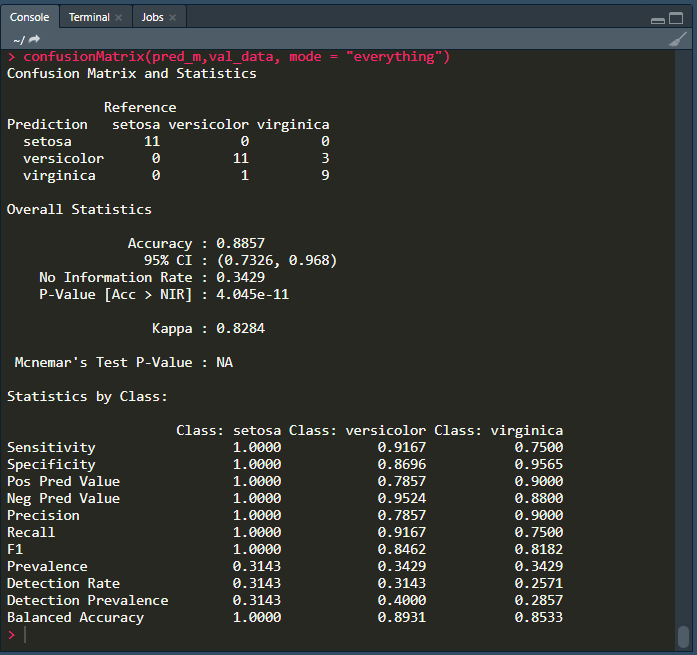 Console Terminal × Jobs ×
~/
> confusionMatrix(pred_m,val_data, mode = "everything")
Confusion Matrix and Statistics
Reference
Prediction setosa versicolor virginica
setosa 11 0 0
versicolor 0 11 3
virginica 0 1 9
Overall Statistics
Accuracy : 0.8857
95% CI : (0.7326, 0.968)
No Information Rate : 0.3429
P-Value [Acc > NIR] : 4.045e-11
Kappa : 0.8284
Mcnemar's Test P-Value : NA
Statistics by Class:
Class: setosa Class: versicolor Class: virginica
Sensitivity 1.0000 0.9167 0.7500
Specificity 1.0000 0.8696 0.9565
Pos Pred Value 1.0000 0.7857 0.9000
Neg Pred Value 1.0000 0.9524 0.8800
Precision 1.0000 0.7857 0.9000
Recall 1.0000 0.9167 0.7500
F1 1.0000 0.8462 0.8182
Prevalence 0.3143 0.3429 0.3429
Detection Rate 0.3143 0.3143 0.2571
Detection Prevalence 0.3143 0.4000 0.2857
Balanced Accuracy 1.0000 0.8931 0.8533
>